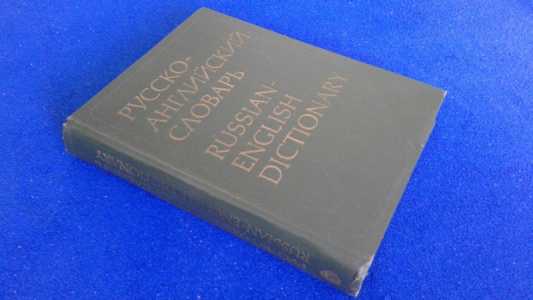 РУССКО-
АНГЛИЙСКИЙ
СЛОВАРЬ
RUSSIAN-
ENGLISH
DICTIONARY